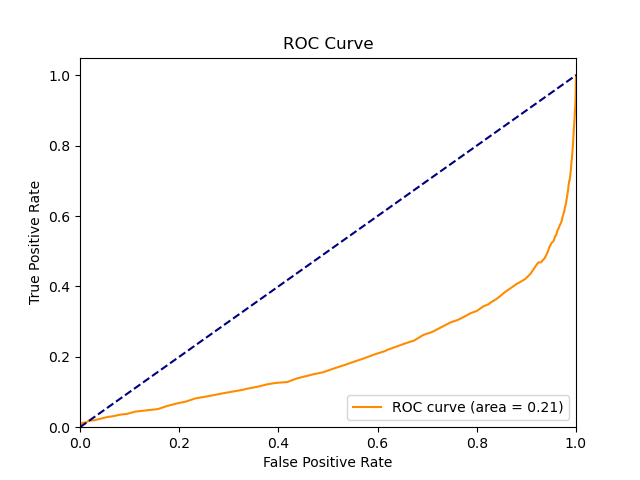 ROC Curve
True Positive Rate
1.0
0.8
0.6
0.4
0.2
0.0
ROC curve (area = 0.21)
0.0 0.2 0.4 0.6 0.8 1.0
False Positive Rate